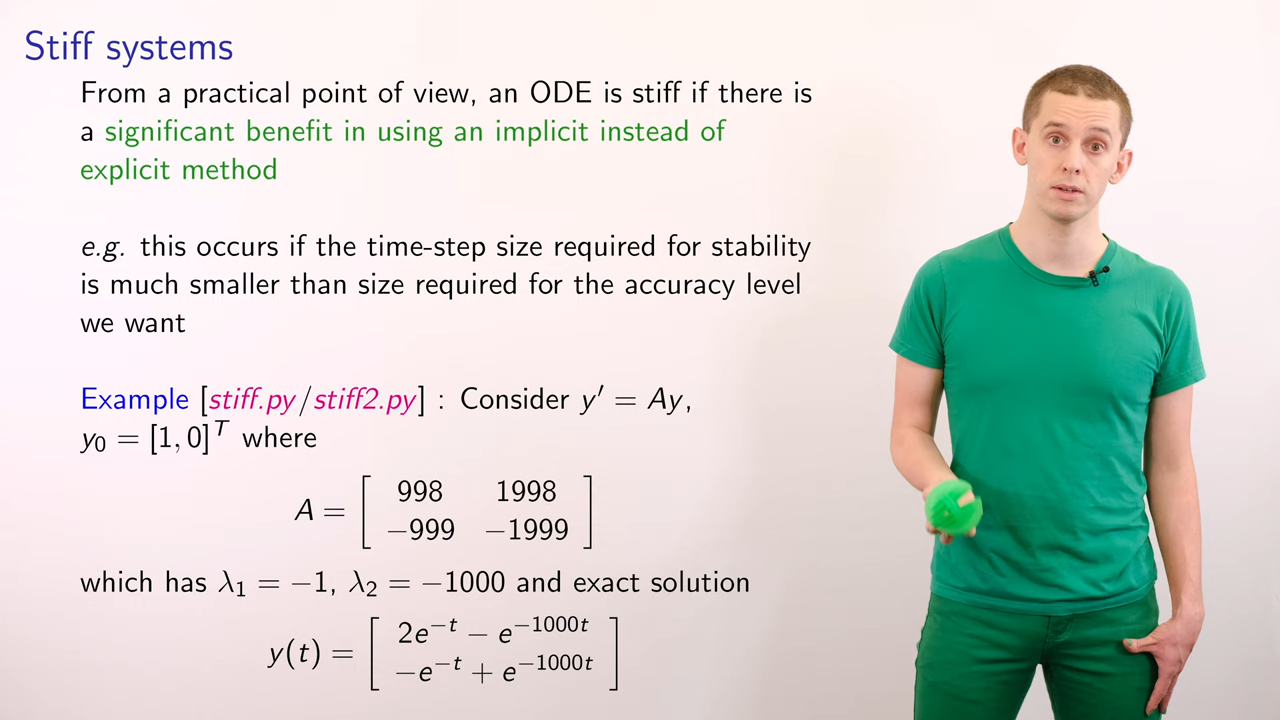 Stiff systems
From a practical point of view, an ODE is stiff if there is
a significant benefit in using an implicit instead of
explicit method
e.g. this occurs if the time-step size required for stability
is much smaller than size required for the accuracy level
we want
Example [stiff.py/stiff2.py] : Consider y′ = Ay,
y₀ = [1, 0]ᵀ where
A = [ 998 1998
−999 −1999 ]
which has λ₁ = −1, λ₂ = −1000 and exact solution
y(t) = [ 2e⁻ᵗ − e⁻¹⁰⁰⁰ᵗ
−e⁻ᵗ + e⁻¹⁰⁰⁰ᵗ ]